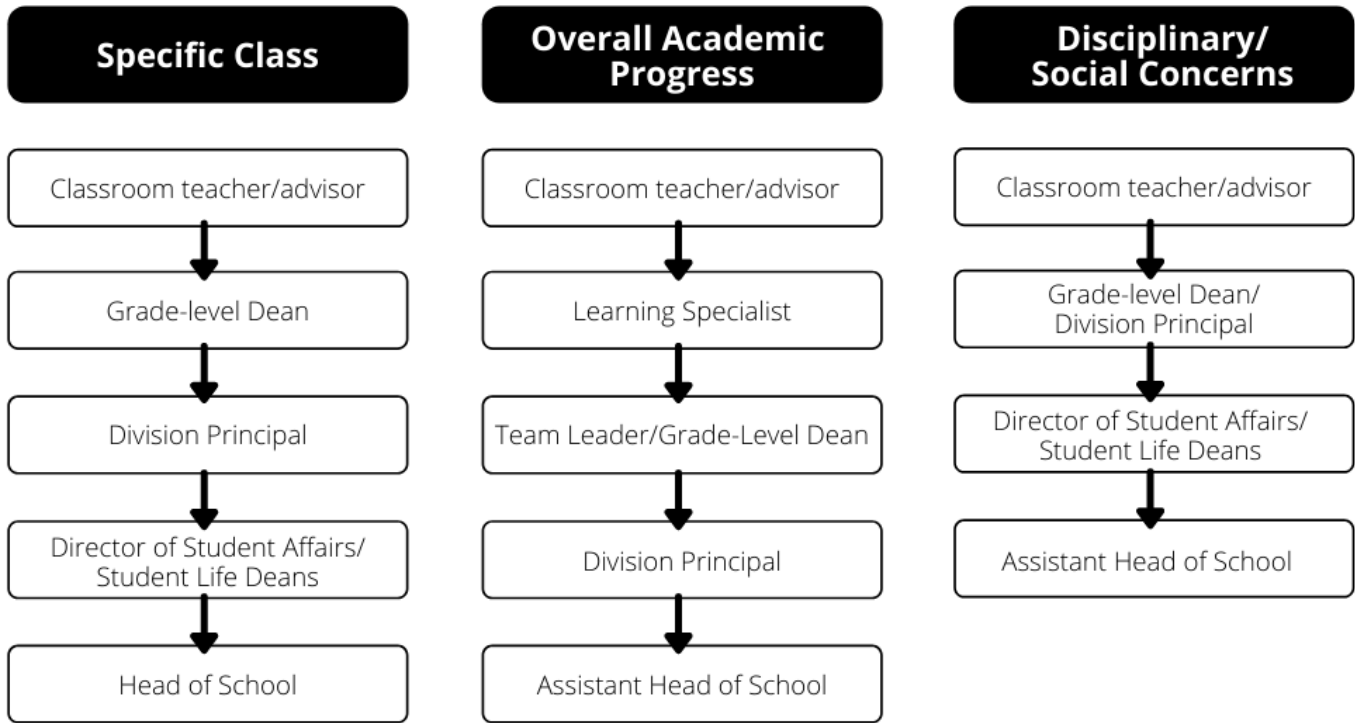 Specific Class
Classroom teacher/advisor
Grade-level Dean
Division Principal
Director of Student Affairs/
Student Life Deans
Head of School
Overall Academic
Progress
Classroom teacher/advisor
Learning Specialist
Team Leader/Grade-Level Dean
Division Principal
Assistant Head of School
Disciplinary/
Social Concerns
Classroom teacher/advisor
Grade-level Dean/
Division Principal
Director of Student Affairs/
Student Life Deans
Assistant Head of School